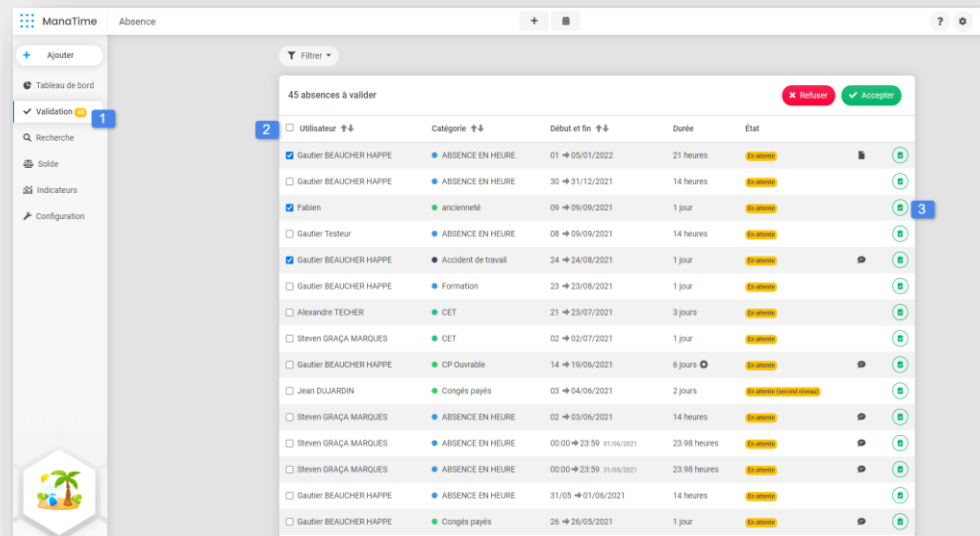 ManaTime Absence + ?
+ Ajouter
Filtrer
Tableau de bord
45 absences à valider Refuser Accepter
Validation 45 1
2 Utilisateur Catégorie Début et fin Durée État
Recherche
Gautier BEAUCHER HAPPE ABSENCE EN HEURE 01 → 05/01/2022 21 heures En attente
Solde
Gautier BEAUCHER HAPPE ABSENCE EN HEURE 30 → 31/12/2021 14 heures En attente
Indicateurs
Fabien ancienneté 09 → 09/09/2021 1 jour En attente 3
Configuration
Gautier Testeur ABSENCE EN HEURE 08 → 09/09/2021 14 heures En attente
Gautier BEAUCHER HAPPE Accident de travail 24 → 24/08/2021 1 jour En attente
Gautier BEAUCHER HAPPE Formation 23 → 23/08/2021 1 jour En attente
Alexandre TECHER CET 21 → 23/07/2021 3 jours En attente
Steven GRAÇA MARQUES CET 02 → 02/07/2021 1 jour En attente
Gautier BEAUCHER HAPPE CP Ouvrable 14 → 19/06/2021 6 jours En attente
Jean DUJARDIN Congés payés 03 → 04/06/2021 2 jours En attente (second niveau)
Steven GRAÇA MARQUES ABSENCE EN HEURE 02 → 03/06/2021 14 heures En attente
Steven GRAÇA MARQUES ABSENCE EN HEURE 00:00 → 23:59 01/06/2021 23.98 heures En attente
Steven GRAÇA MARQUES ABSENCE EN HEURE 00:00 → 23:59 31/05/2021 23.98 heures En attente
Gautier BEAUCHER HAPPE ABSENCE EN HEURE 31/05 → 01/06/2021 14 heures En attente
Gautier BEAUCHER HAPPE Congés payés 26 → 26/05/2021 1 jour En attente